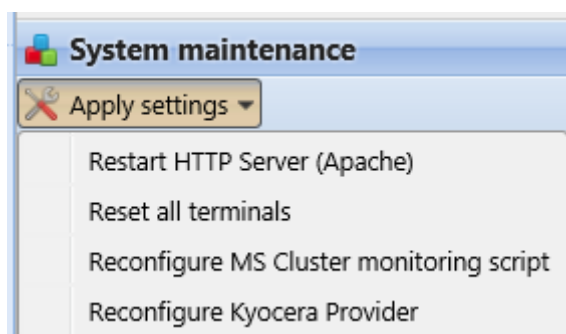 System maintenance
Apply settings
Restart HTTP Server (Apache)
Reset all terminals
Reconfigure MS Cluster monitoring script
Reconfigure Kyocera Provider